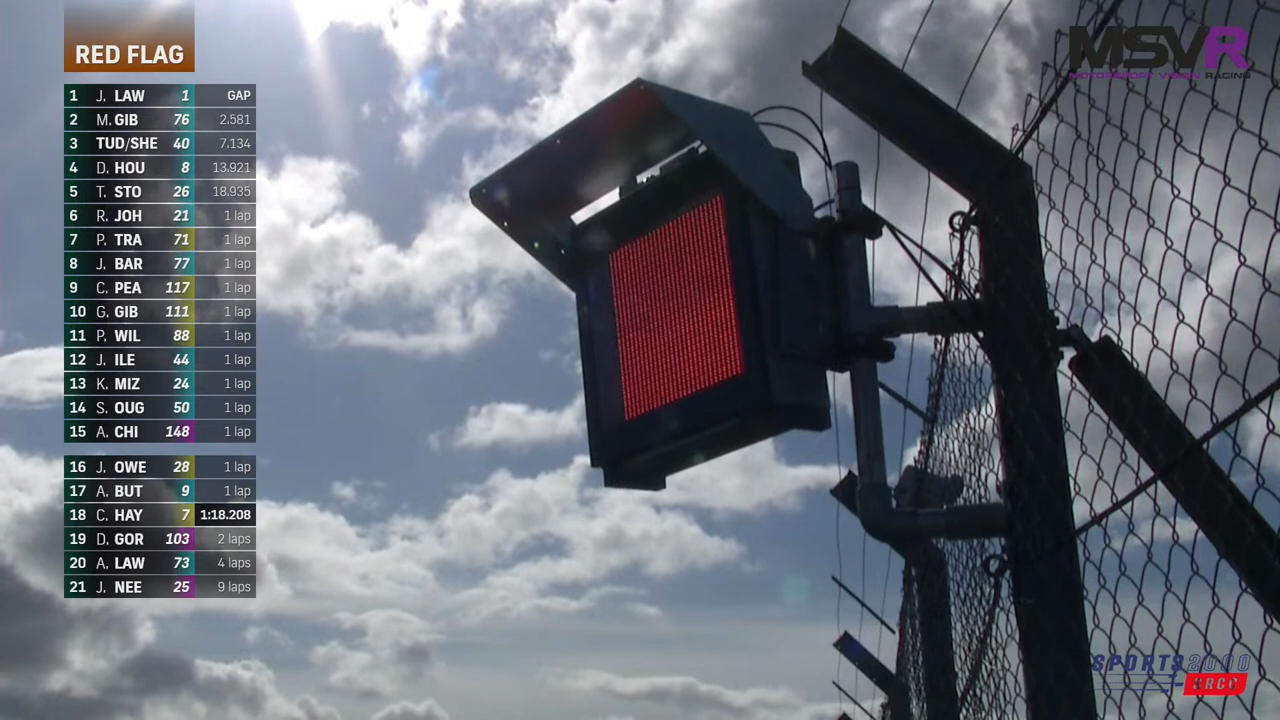 RED FLAG
1 J. LAW 1 GAP
2 M. GIB 76 2.581
3 TUD/SHE 40 7.134
4 D. HOU 8 13.921
5 T. STO 26 18.935
6 R. JOH 21 1 lap
7 P. TRA 71 1 lap
8 J. BAR 77 1 lap
9 C. PEA 117 1 lap
10 G. GIB 111 1 lap
11 P. WIL 88 1 lap
12 J. ILE 44 1 lap
13 K. MIZ 24 1 lap
14 S. OUG 50 1 lap
15 A. CHI 148 1 lap
16 J. OWE 28 1 lap
17 A. BUT 9 1 lap
18 C. HAY 7 1:18.208
19 D. GOR 103 2 laps
20 A. LAW 73 4 laps
21 J. NEE 25 9 laps
MSVR
MOTORSPORT VISION RACING
SPORTS2000
SRCC